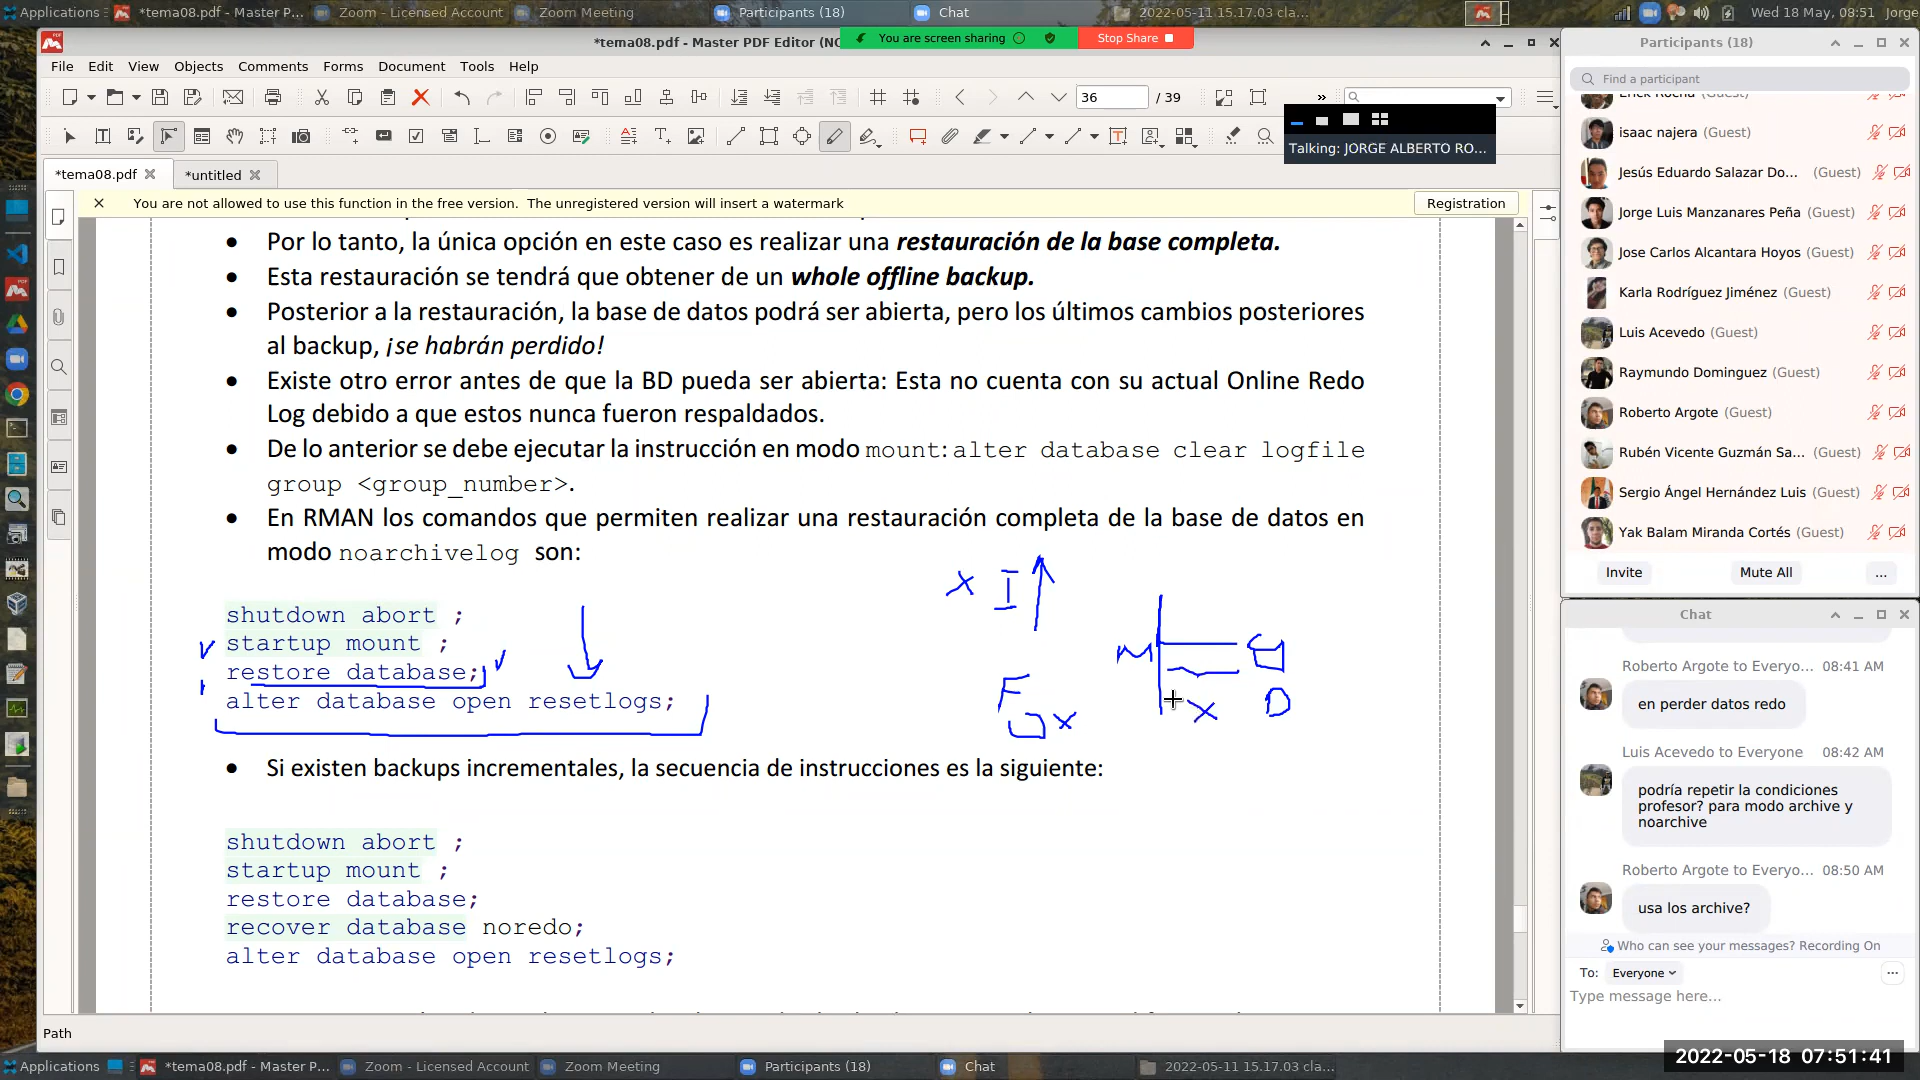 Applications
*tema08.pdf - Master P...
Zoom - Licensed Account
Zoom Meeting
Participants (18)
Chat
2022-05-11 15.17.03 cla...
Wed 18 May, 08:51
Jorge
*tema08.pdf - Master PDF Editor (NO
You are screen sharing
Stop Share
File Edit View Objects Comments Forms Document Tools Help
36 / 39
Talking: JORGE ALBERTO RO...
*tema08.pdf
*untitled
You are not allowed to use this function in the free version. The unregistered version will insert a watermark
Registration
• Por lo tanto, la única opción en este caso es realizar una restauración de la base completa.
• Esta restauración se tendrá que obtener de un whole offline backup.
• Posterior a la restauración, la base de datos podrá ser abierta, pero los últimos cambios posteriores
al backup, ¡se habrán perdido!
• Existe otro error antes de que la BD pueda ser abierta: Esta no cuenta con su actual Online Redo
Log debido a que estos nunca fueron respaldados.
• De lo anterior se debe ejecutar la instrucción en modo mount: alter database clear logfile
group <group_number>.
• En RMAN los comandos que permiten realizar una restauración completa de la base de datos en
modo noarchivelog son:
shutdown abort ;
startup mount ;
restore database;
alter database open resetlogs;
x I
M
F
x
x D
• Si existen backups incrementales, la secuencia de instrucciones es la siguiente:
shutdown abort ;
startup mount ;
restore database;
recover database noredo;
alter database open resetlogs;
Path
Participants (18)
Find a participant
Erick Rocha (Guest)
isaac najera (Guest)
Jesús Eduardo Salazar Do... (Guest)
Jorge Luis Manzanares Peña (Guest)
Jose Carlos Alcantara Hoyos (Guest)
Karla Rodríguez Jiménez (Guest)
Luis Acevedo (Guest)
Raymundo Dominguez (Guest)
Roberto Argote (Guest)
Rubén Vicente Guzmán Sa... (Guest)
Sergio Ángel Hernández Luis (Guest)
Yak Balam Miranda Cortés (Guest)
Invite
Mute All
...
Chat
Roberto Argote to Everyo... 08:41 AM
en perder datos redo
Luis Acevedo to Everyone 08:42 AM
podría repetir la condiciones
profesor? para modo archive y
noarchive
Roberto Argote to Everyo... 08:50 AM
usa los archive?
Who can see your messages? Recording On
To: Everyone
Type message here...
Applications
*tema08.pdf - Master P...
Zoom - Licensed Account
Zoom Meeting
Participants (18)
Chat
2022-05-11 15.17.03 cla...
2022-05-18 07:51:41